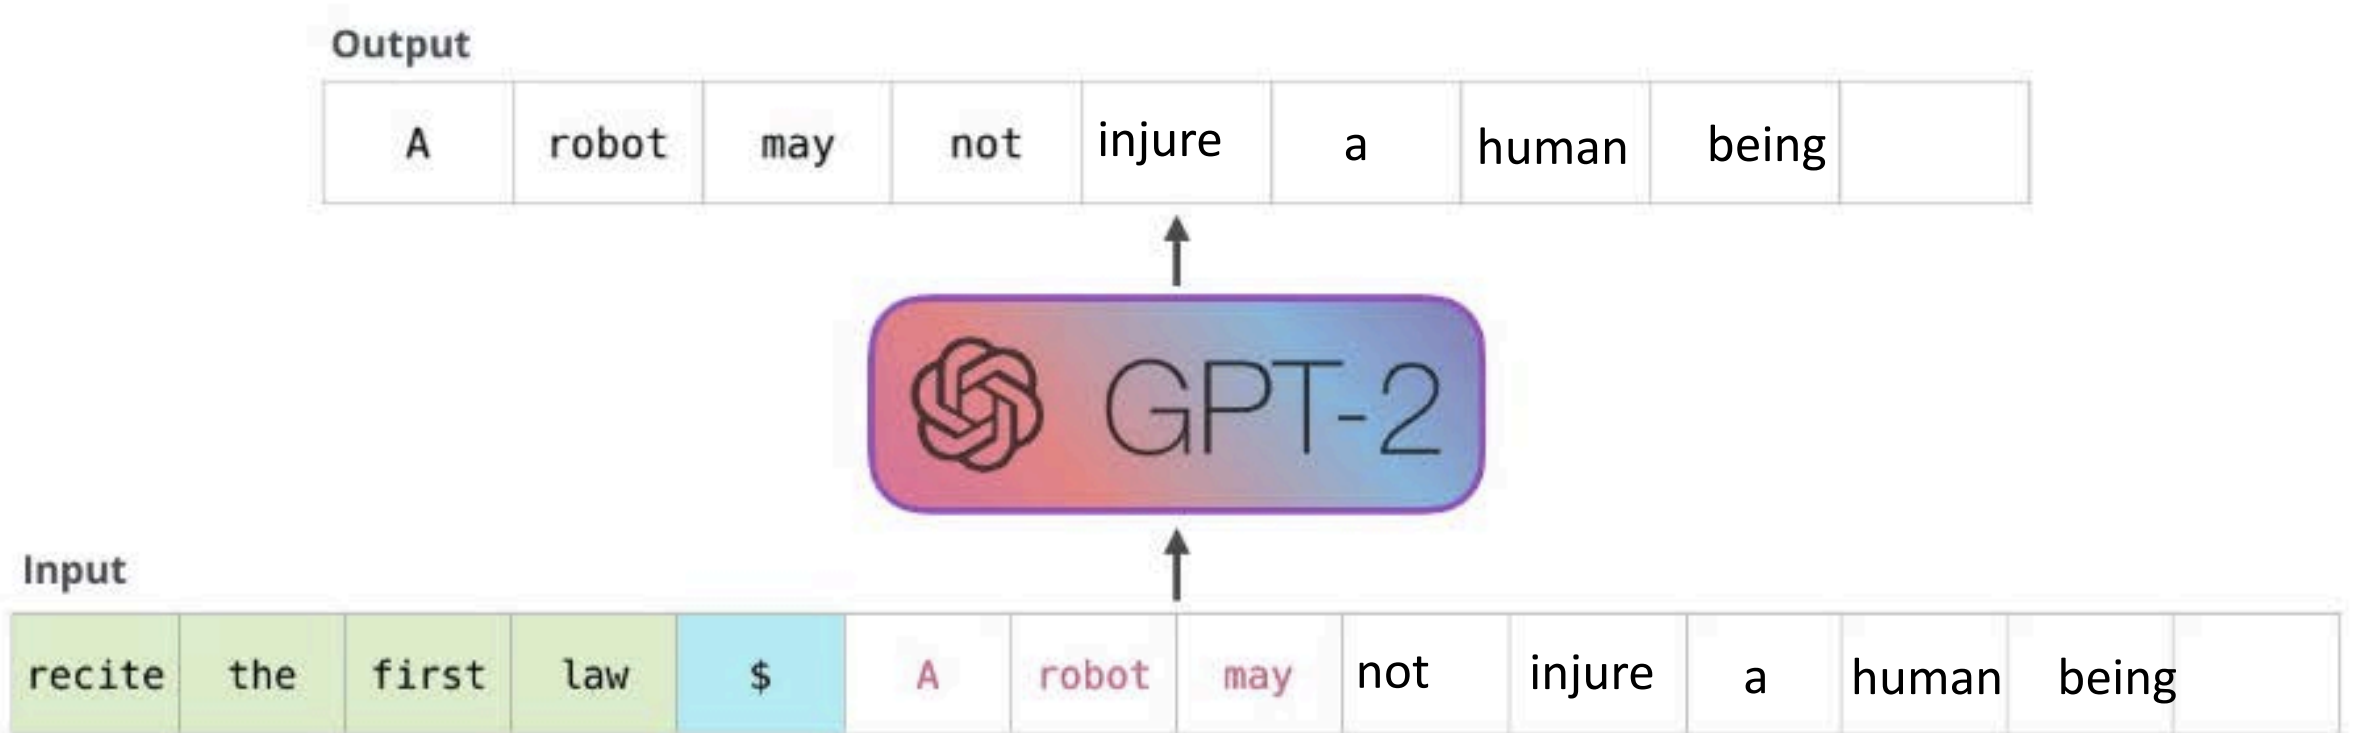 Output
A robot may not injure a human being
GPT-2
Input
recite the first law $ A robot may not injure a human being